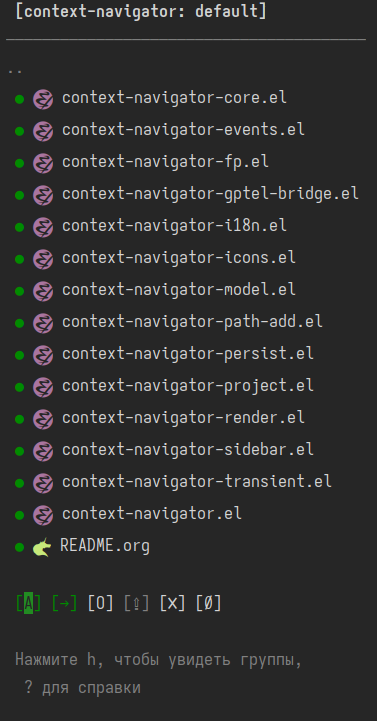 [context-navigator: default]
..
context-navigator-core.el
context-navigator-events.el
context-navigator-fp.el
context-navigator-gptel-bridge.el
context-navigator-i18n.el
context-navigator-icons.el
context-navigator-model.el
context-navigator-path-add.el
context-navigator-persist.el
context-navigator-project.el
context-navigator-render.el
context-navigator-sidebar.el
context-navigator-transient.el
context-navigator.el
README.org
[A] [→] [O] [⇧] [✕] [Ø]
Нажмите h, чтобы увидеть группы,
? для справки